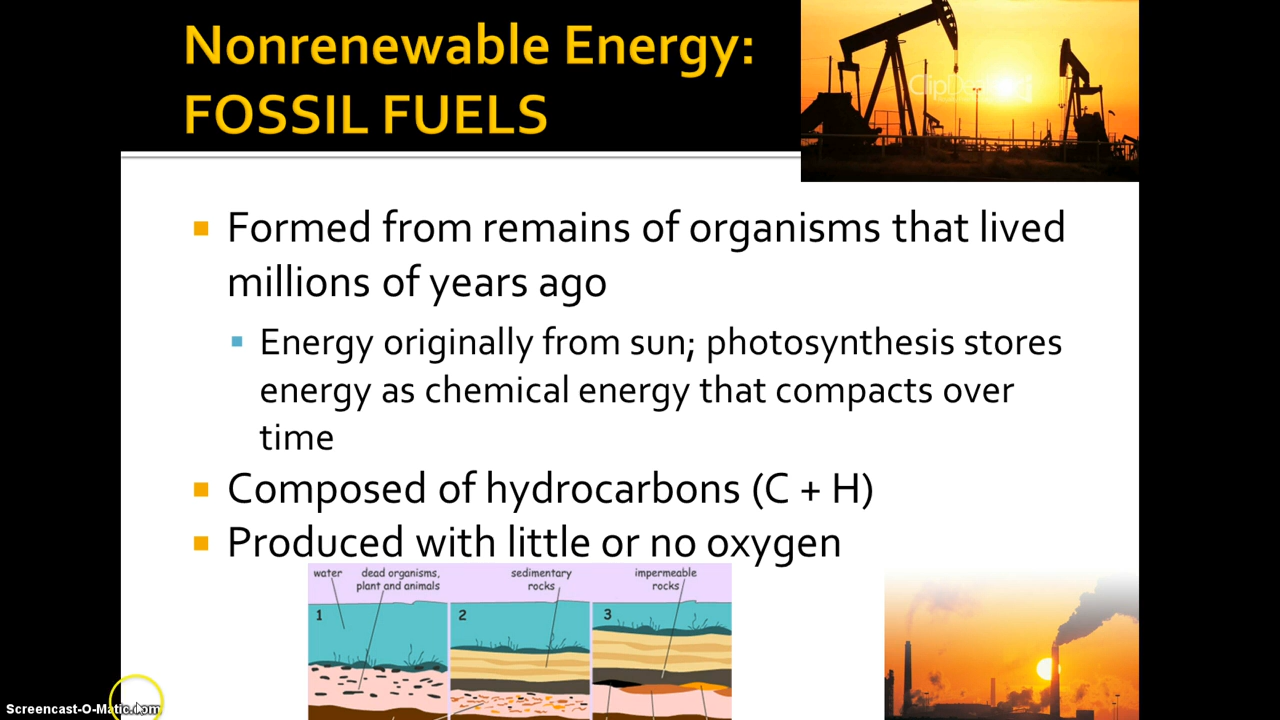 Nonrenewable Energy:
FOSSIL FUELS
Formed from remains of organisms that lived
millions of years ago
Energy originally from sun; photosynthesis stores
energy as chemical energy that compacts over
time
Composed of hydrocarbons (C + H)
Produced with little or no oxygen
water
dead organisms,
plant and animals
sedimentary
rocks
impermeable
rocks
1
2
3
Screencast-O-Matic.com